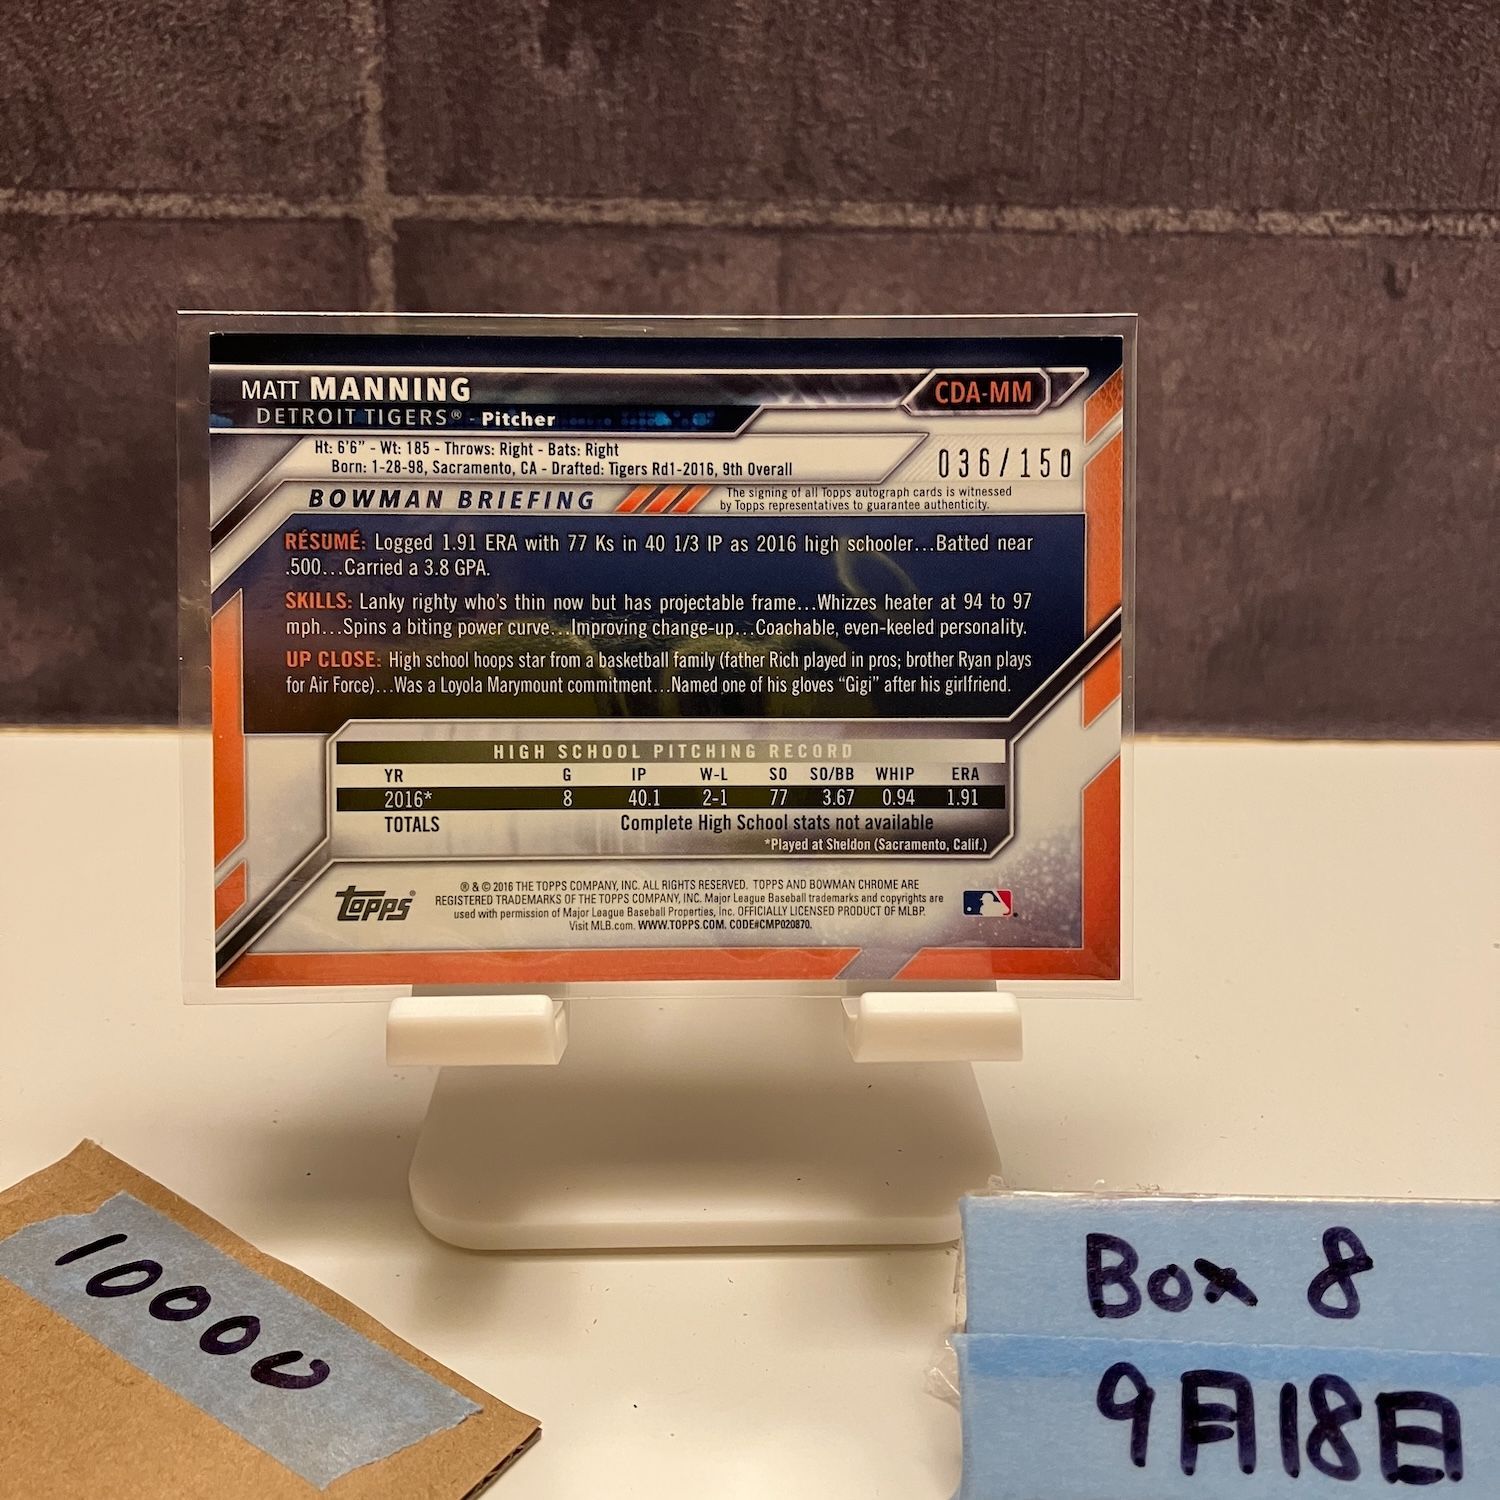 MATT MANNING
CDA-MM
DETROIT TIGERS® - Pitcher
Ht: 6'6" - Wt: 185 - Throws: Right - Bats: Right
Born: 1-28-98, Sacramento, CA - Drafted: Tigers Rd1-2016, 9th Overall
036/150
BOWMAN BRIEFING
The signing of all Topps autograph cards is witnessed
by Topps representatives to guarantee authenticity.
RÉSUMÉ: Logged 1.91 ERA with 77 Ks in 40 1/3 IP as 2016 high schooler...Batted near
.500...Carried a 3.8 GPA.
SKILLS: Lanky righty who's thin now but has projectable frame...Whizzes heater at 94 to 97
mph...Spins a biting power curve...Improving change-up...Coachable, even-keeled personality.
UP CLOSE: High school hoops star from a basketball family (father Rich played in pros; brother Ryan plays
for Air Force)...Was a Loyola Marymount commitment...Named one of his gloves “Gigi” after his girlfriend.
HIGH SCHOOL PITCHING RECORD
YR G IP W-L SO SO/BB WHIP ERA
2016* 8 40.1 2-1 77 3.67 0.94 1.91
TOTALS Complete High School stats not available
*Played at Sheldon (Sacramento, Calif.)
topps®
® & © 2016 THE TOPPS COMPANY, INC. ALL RIGHTS RESERVED. TOPPS AND BOWMAN CHROME ARE
REGISTERED TRADEMARKS OF THE TOPPS COMPANY, INC. Major League Baseball trademarks and copyrights are
used with permission of Major League Baseball Properties, Inc. OFFICIALLY LICENSED PRODUCT OF MLBP.
Visit MLB.com. WWW.TOPPS.COM. CODE#CMP020870.
10000
Box 8
9月18日